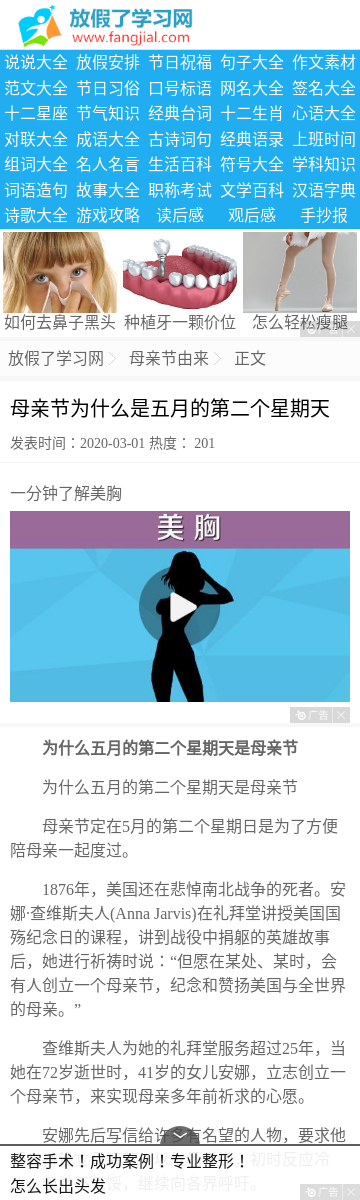 放假了学习网
www.fangjial.com
说说大全 放假安排 节日祝福 句子大全 作文素材
范文大全 节日习俗 口号标语 网名大全 签名大全
十二星座 节气知识 经典台词 十二生肖 心语大全
对联大全 成语大全 古诗词句 经典语录 上班时间
组词大全 名人名言 生活百科 符号大全 学科知识
词语造句 故事大全 职称考试 文学百科 汉语字典
诗歌大全 游戏攻略 读后感 观后感 手抄报
如何去鼻子黑头 种植牙一颗价位 怎么轻松瘦腿
广告
放假了学习网 母亲节由来 正文
母亲节为什么是五月的第二个星期天
发表时间：2020-03-01 热度： 201
一分钟了解美胸
美胸
广告
为什么五月的第二个星期天是母亲节
为什么五月的第二个星期天是母亲节
母亲节定在5月的第二个星期日是为了方便
陪母亲一起度过。
1876年，美国还在悲悼南北战争的死者。安
娜·查维斯夫人(Anna Jarvis)在礼拜堂讲授美国国
殇纪念日的课程，讲到战役中捐躯的英雄故事
后，她进行祈祷时说：“但愿在某处、某时，会
有人创立一个母亲节，纪念和赞扬美国与全世界
的母亲。”
查维斯夫人为她的礼拜堂服务超过25年，当
她在72岁逝世时，41岁的女儿安娜，立志创立一
个母亲节，来实现母亲多年前祈求的心愿。
安娜先后写信给许多有名望的人物，要求他
初时反应冷
整容手术！成功案例！专业整形！
，继续向各界呼吁。
怎么长出头发
广告